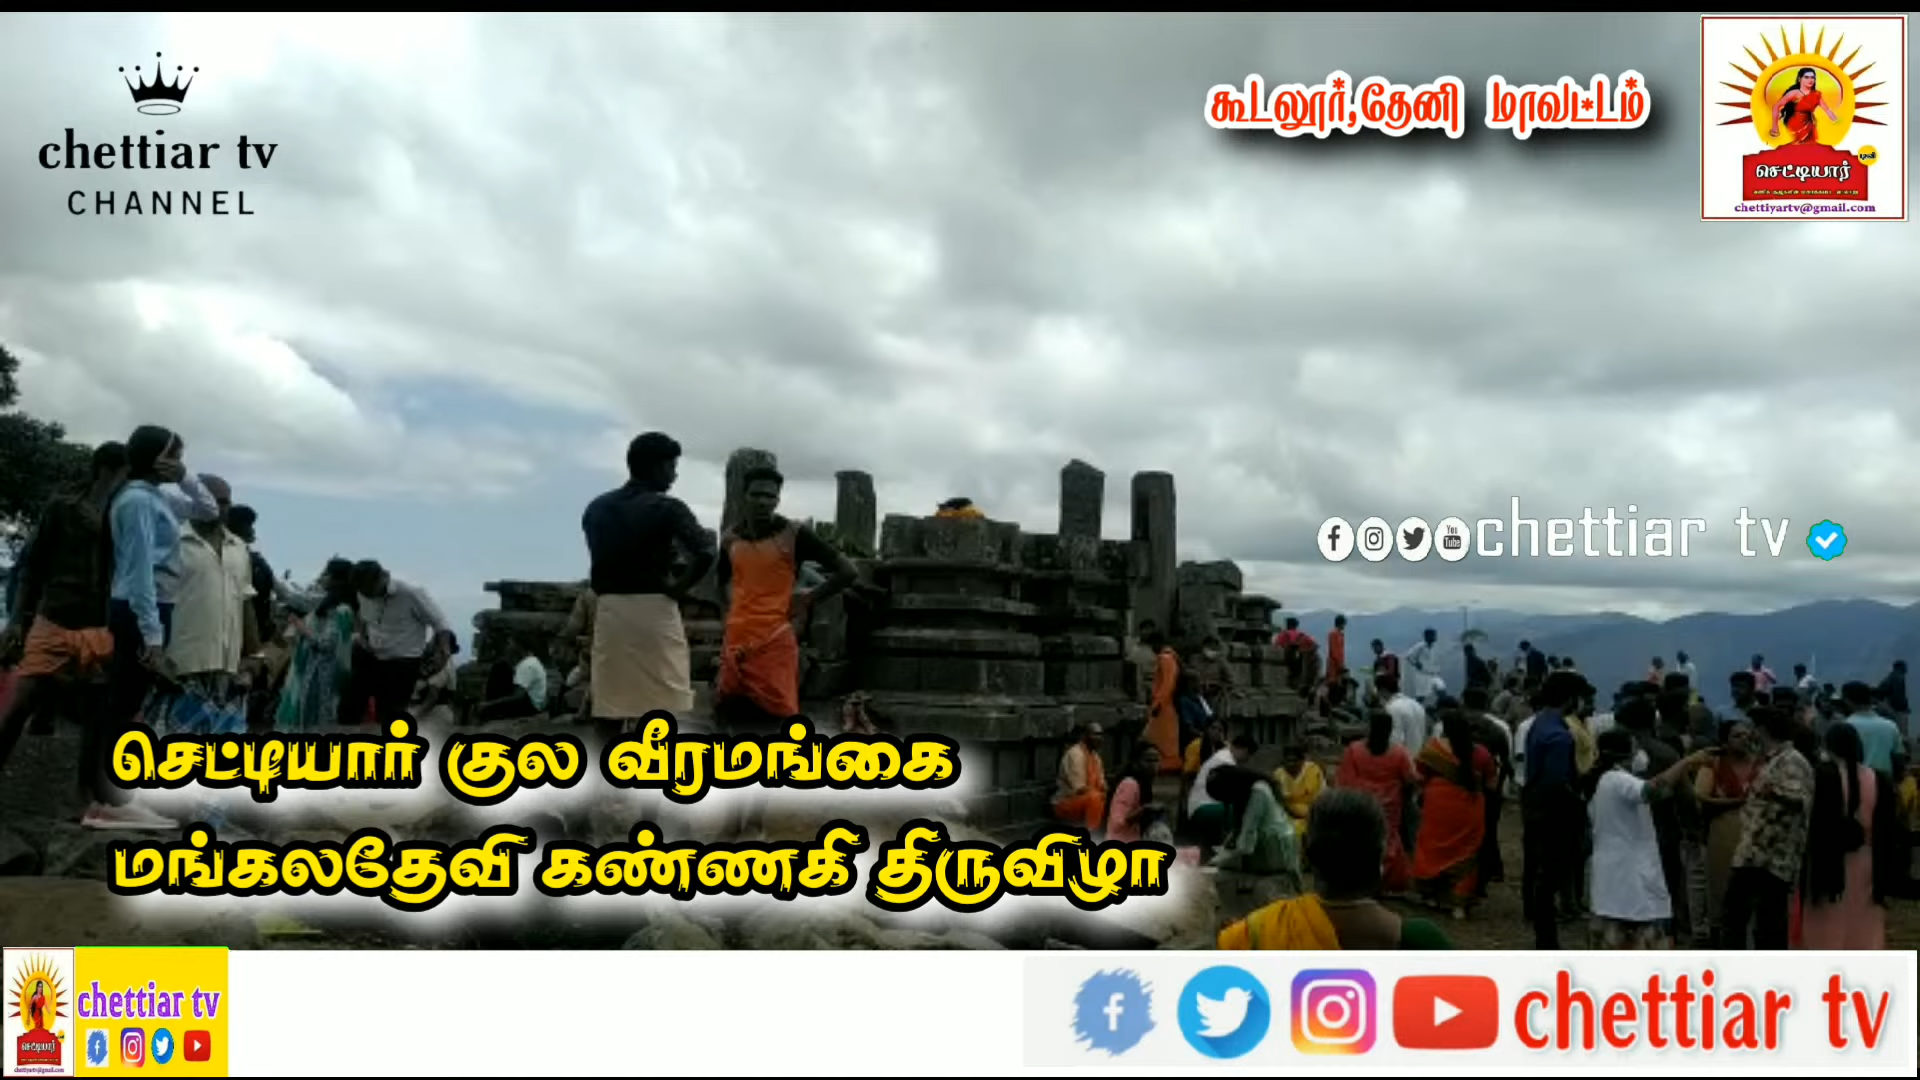 chettiar tv
CHANNEL
கூடலூர்,தேனி மாவட்டம்
செட்டியார்
டிவி
chettiyartv@gmail.com
chettiar tv
செட்டியார் குல வீரமங்கை
மங்கலதேவி கண்ணகி திருவிழா
chettiar tv
செட்டியார்
chettiar tv